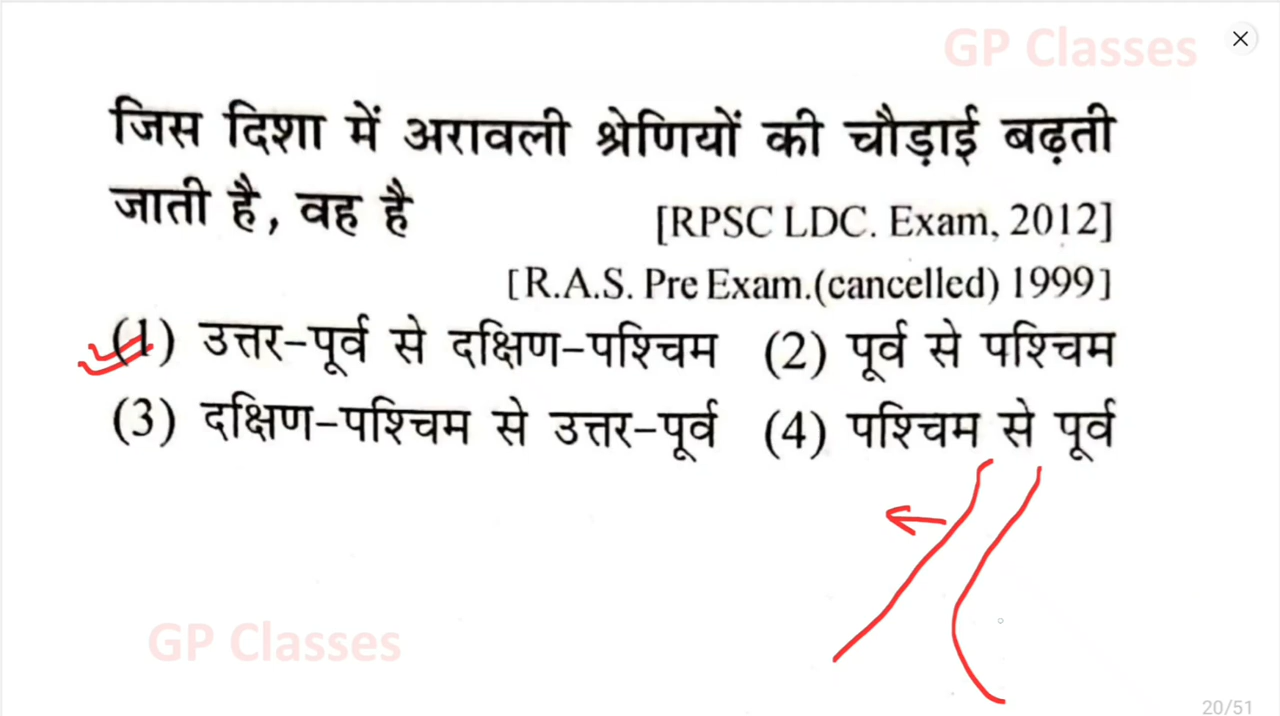 GP Classes
जिस दिशा में अरावली श्रेणियों की चौड़ाई बढ़ती
जाती है, वह है [RPSC LDC. Exam, 2012]
[R.A.S. Pre Exam.(cancelled) 1999]
(1) उत्तर-पूर्व से दक्षिण-पश्चिम (2) पूर्व से पश्चिम
(3) दक्षिण-पश्चिम से उत्तर-पूर्व (4) पश्चिम से पूर्व
GP Classes
20/51